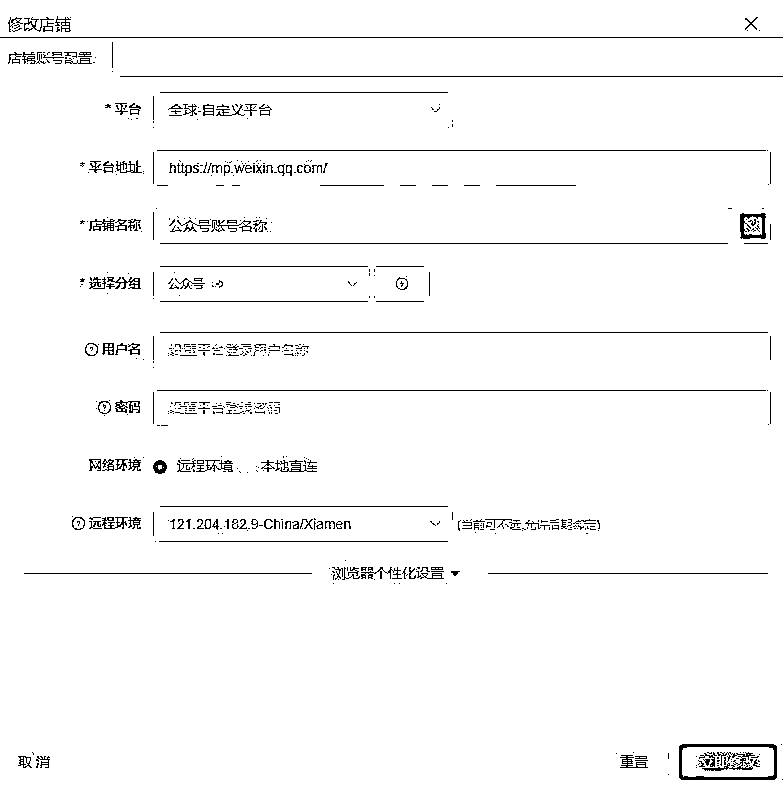 修改店铺
店铺账号配置:
* 平台 全球-自定义平台
* 平台地址 https://mp.weixin.qq.com/
* 店铺名称 公众号账号名称
* 选择分组 公众号
用户名 设置平台登录用户名称
密码 设置平台登录密码
网络环境 远程环境 本地直连
远程环境 121.204.182.9-China/Xiamen (当前可不选,允许后期绑定)
浏览器个性化设置
取消 重置 立即修改